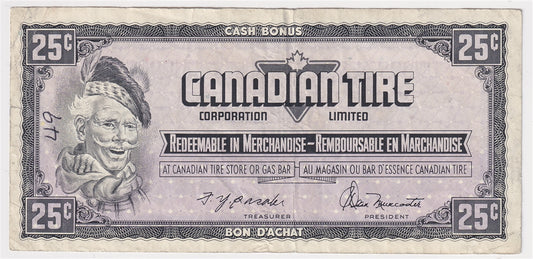 25¢ CASH BONUS 25¢
CANADIAN TIRE
CORPORATION LIMITED
REDEEMABLE IN MERCHANDISE–REMBOURSABLE EN MARCHANDISE
AT CANADIAN TIRE STORE OR GAS BAR AU MAGASIN OU BAR D'ESSENCE CANADIAN TIRE
49
TREASURER PRESIDENT
25¢ BON D'ACHAT 25¢